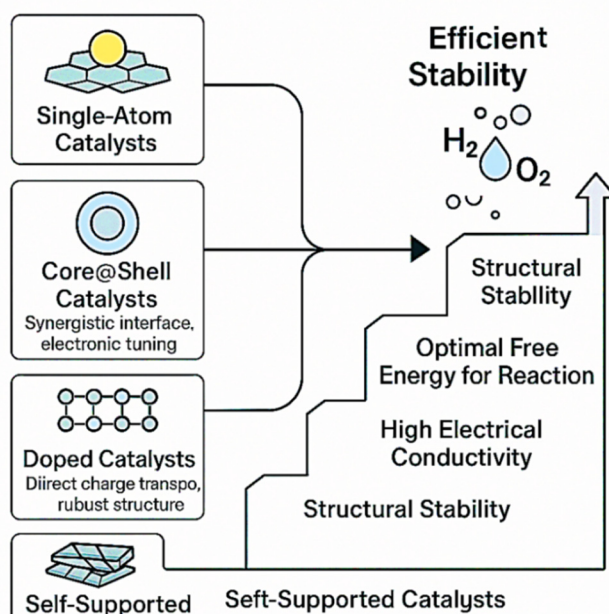 Single-Atom
Catalysts
Core@Shell
Catalysts
Synergistic interface,
electronic tuning
Doped Catalysts
Diirect charge transpo,
rubust structure
Self-Supported
Efficient
Stability
H₂
O₂
Structural
Stabllity
Optimal Free
Energy for Reaction
High Electrical
Conductivity
Structural Stability
Seft-Supported Catalysts